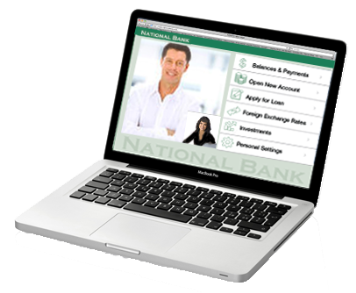 NATIONAL BANK
Balances & Payments
Open New Account
Apply for Loan
Foreign Exchange Rates
Investments
Personal Settings
NATIONAL BANK
MacBook Pro